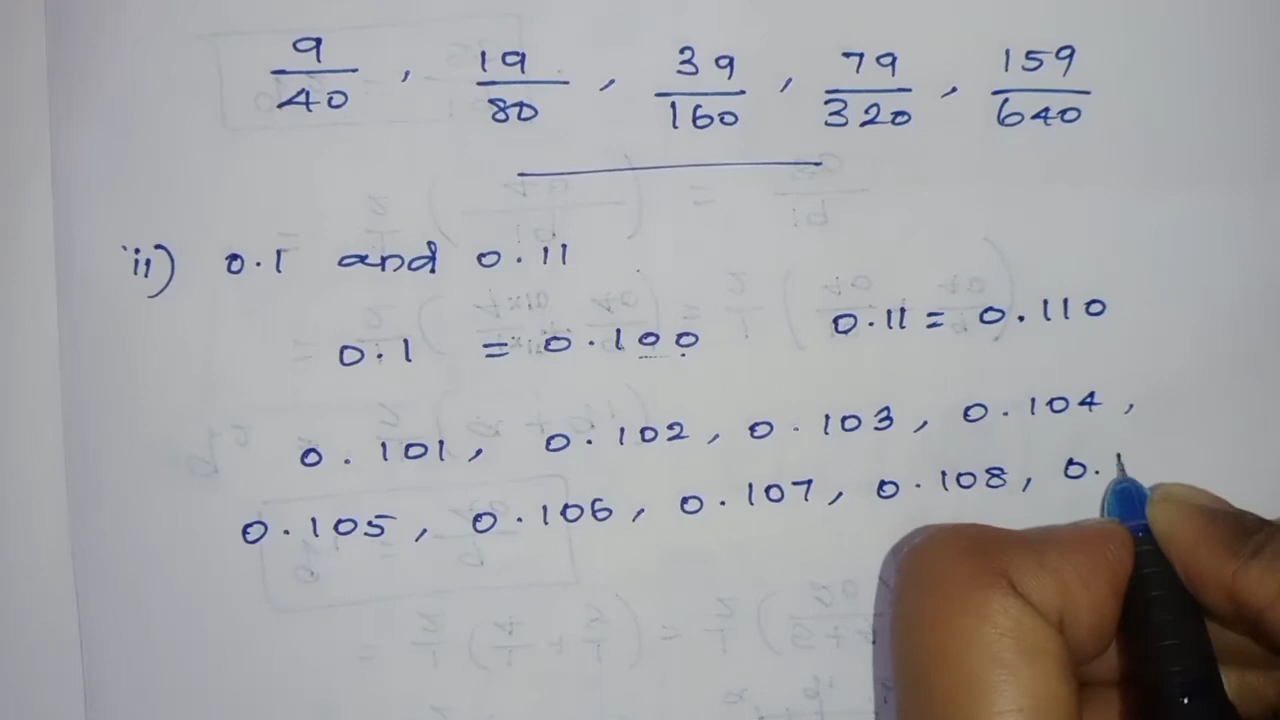 9/40 , 19/80 , 39/160 , 79/320 , 159/640
ii) 0.1 and 0.11
0.1 = 0.100 0.11 = 0.110
0.101, 0.102, 0.103, 0.104,
0.105, 0.106, 0.107, 0.108, 0.